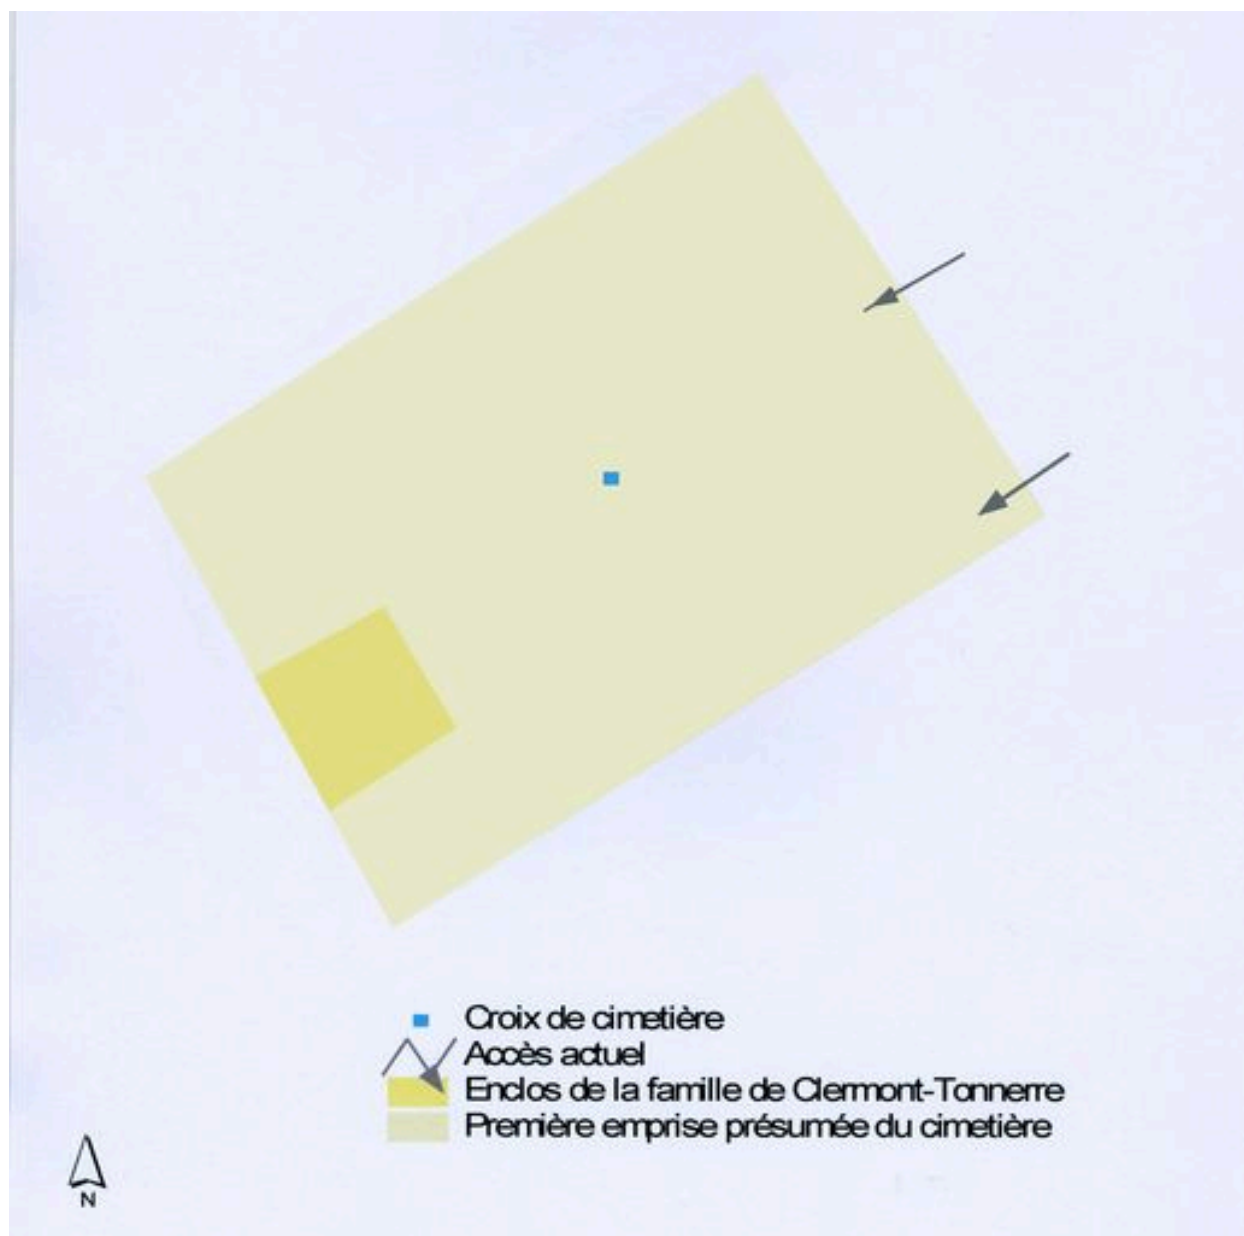 Croix de cimetière
Accès actuel
Enclos de la famille de Clermont-Tonnerre
Première emprise présumée du cimetière
N